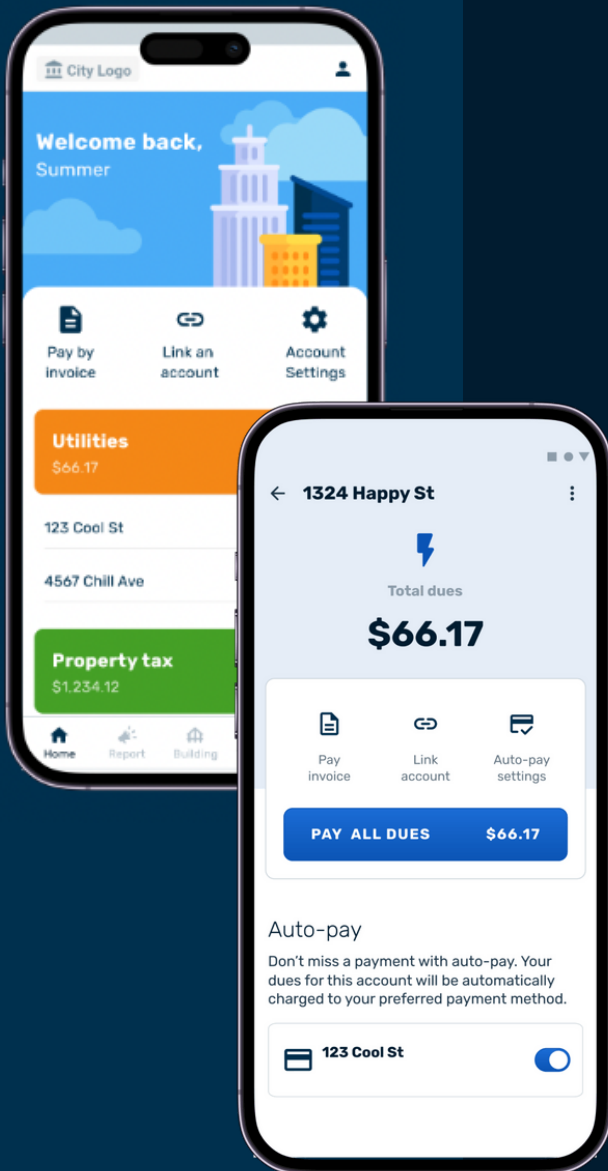 City Logo
Welcome back,
Summer
Pay by
invoice
Link an
account
Account
Settings
Utilities
$66.17
123 Cool St
4567 Chill Ave
Property tax
$1,234.12
Home
Report
Building
1324 Happy St
Total dues
$66.17
Pay
invoice
Link
account
Auto-pay
settings
PAY ALL DUES $66.17
Auto-pay
Don't miss a payment with auto-pay. Your
dues for this account will be automatically
charged to your preferred payment method.
123 Cool St